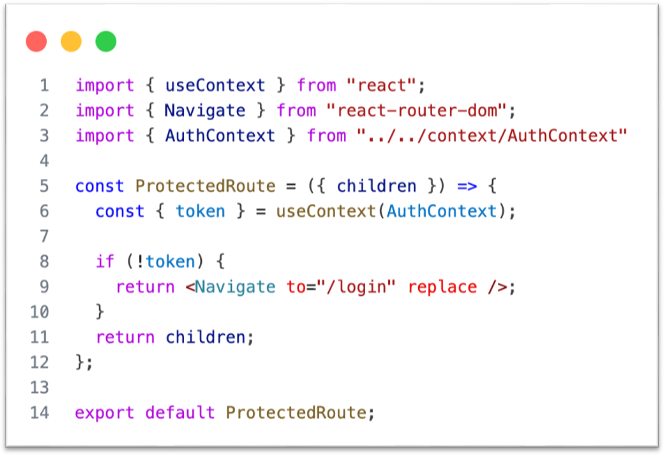 1 import { useContext } from "react";
2 import { Navigate } from "react-router-dom";
3 import { AuthContext } from "../../context/AuthContext"
4
5 const ProtectedRoute = ({ children }) => {
6   const { token } = useContext(AuthContext);
7
8   if (!token) {
9     return <Navigate to="/login" replace />;
10   }
11   return children;
12 };
13
14 export default ProtectedRoute;